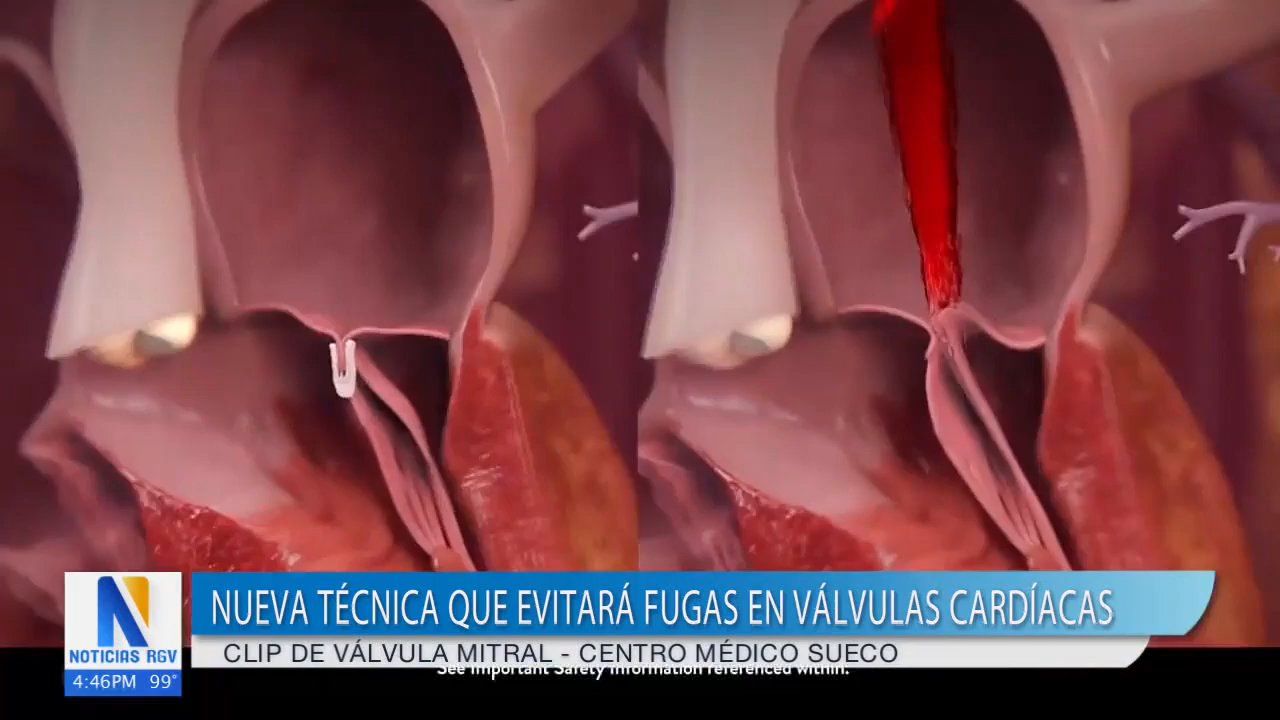 NUEVA TÉCNICA QUE EVITARÁ FUGAS EN VÁLVULAS CARDÍACAS
CLIP DE VÁLVULA MITRAL - CENTRO MÉDICO SUECO
See Important Safety Information referenced within.
N
NOTICIAS RGV
4:46PM 99°